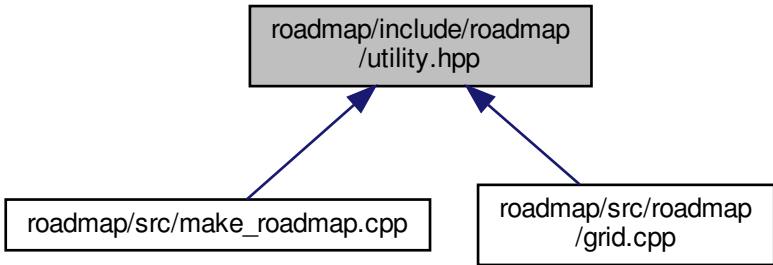 roadmap/include/roadmap
/utility.hpp
roadmap/src/make_roadmap.cpp
roadmap/src/roadmap
/grid.cpp